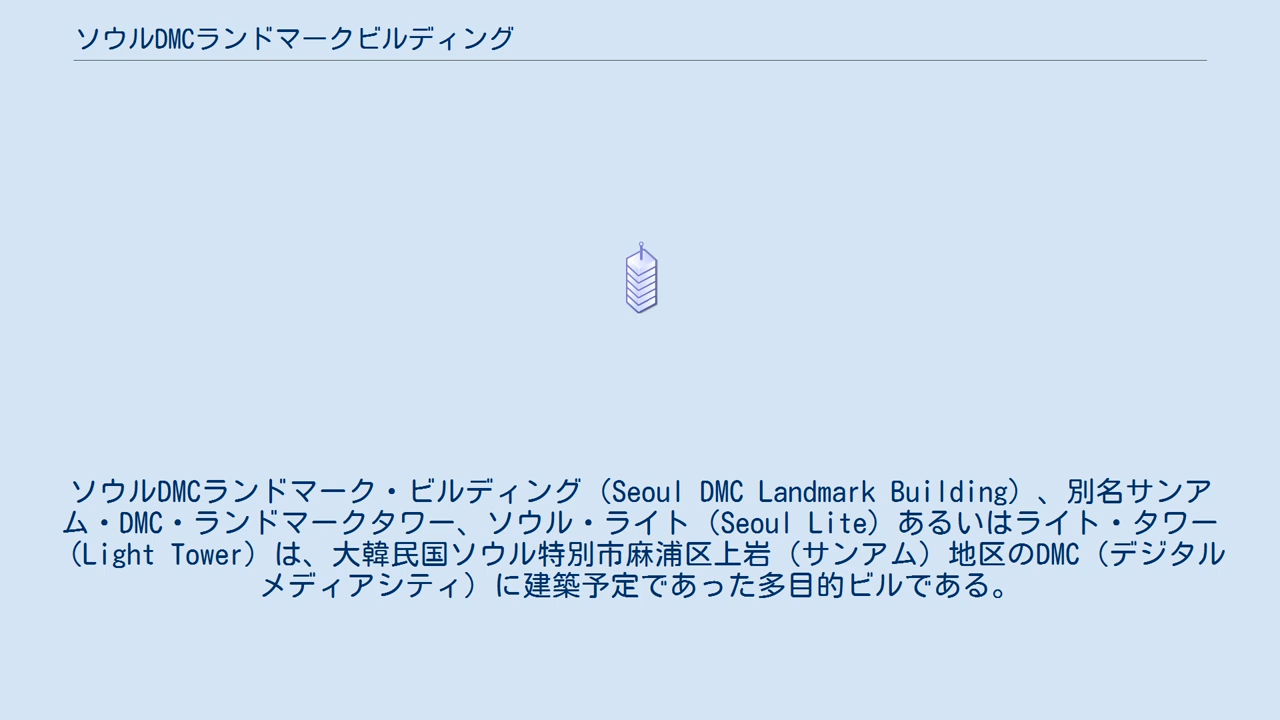 ソウルDMCランドマークビルディング
ソウルDMCランドマーク・ビルディング（Seoul DMC Landmark Building）、別名サンア
ム・DMC・ランドマークタワー、ソウル・ライト（Seoul Lite）あるいはライト・タワー
（Light Tower）は、大韓民国ソウル特別市麻浦区上岩（サンアム）地区のDMC（デジタル
メディアシティ）に建築予定であった多目的ビルである。